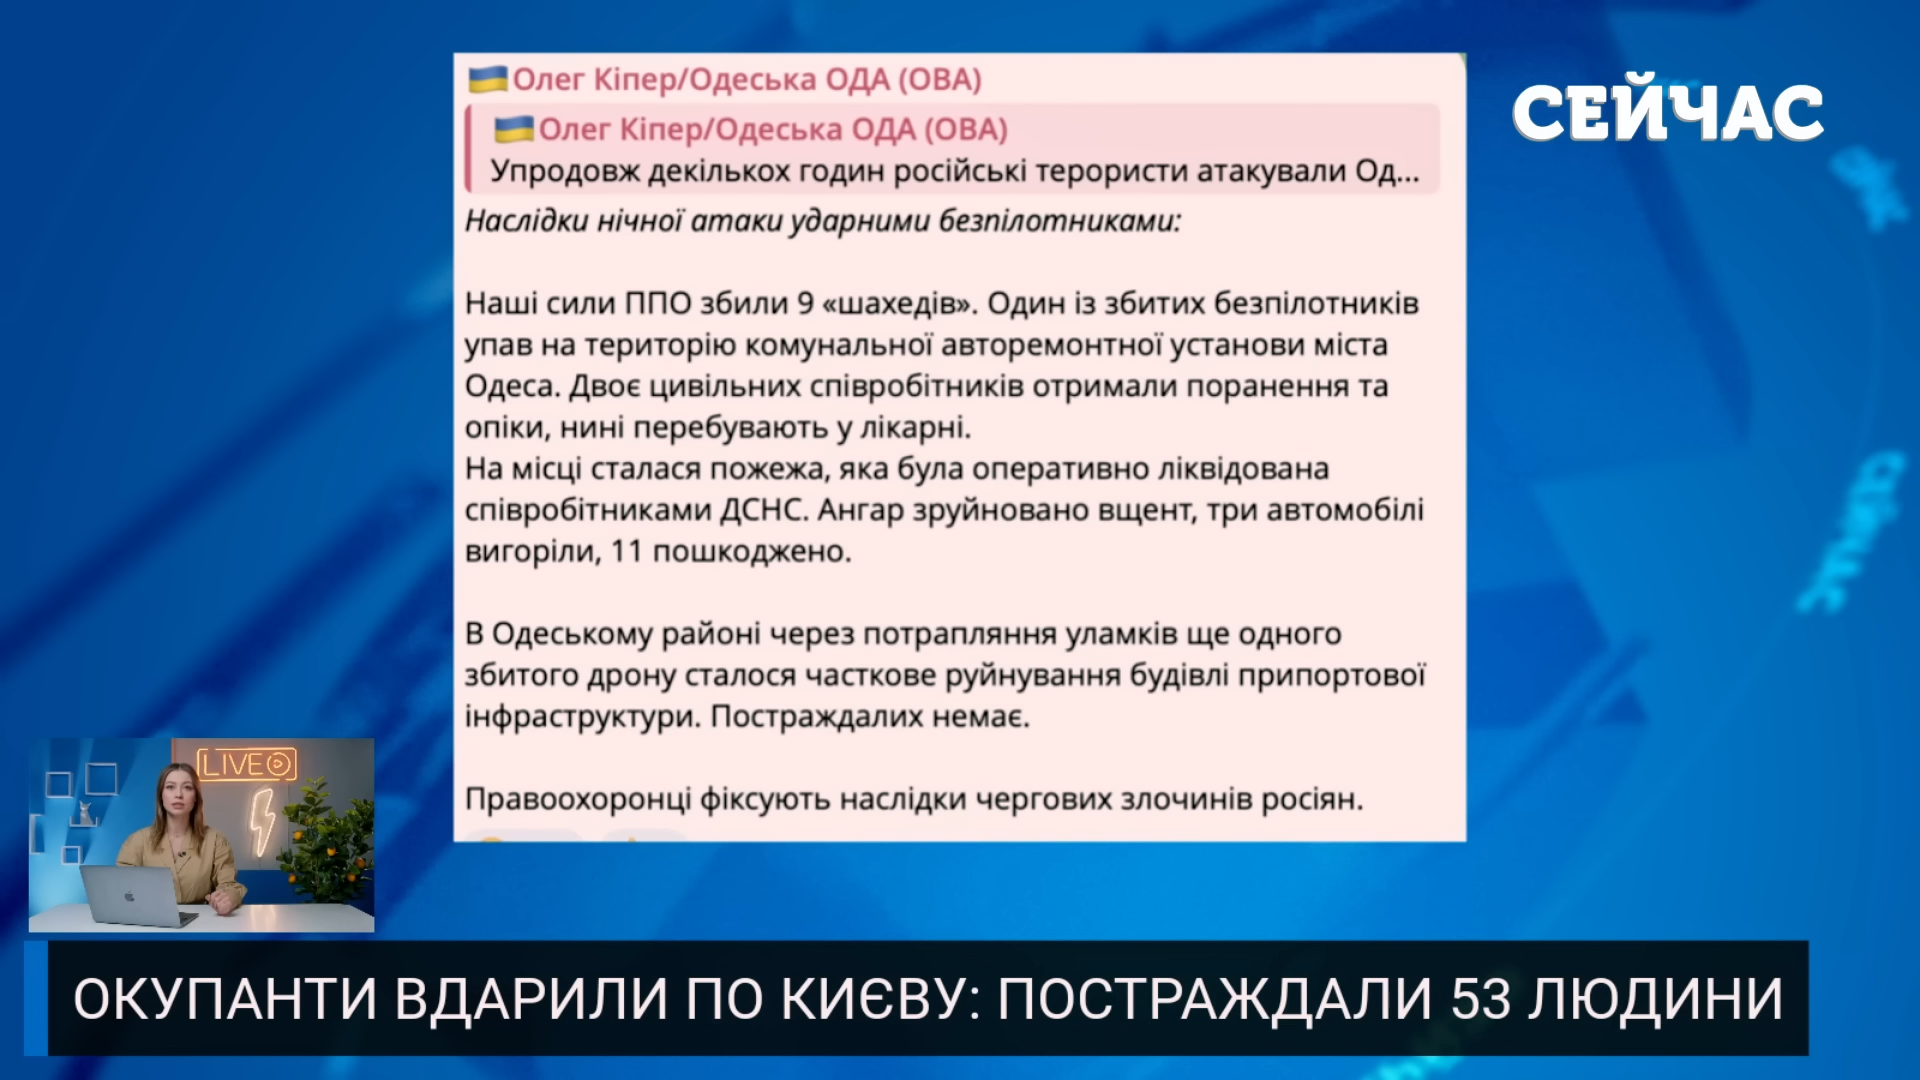 🇺🇦Олег Кіпер/Одеська ОДА (ОВА)
🇺🇦Олег Кіпер/Одеська ОДА (ОВА)
Упродовж декількох годин російські терористи атакували Од...
Наслідки нічної атаки ударними безпілотниками:
Наші сили ППО збили 9 «шахедів». Один із збитих безпілотників
упав на територію комунальної авторемонтної установи міста
Одеса. Двоє цивільних співробітників отримали поранення та
опіки, нині перебувають у лікарні.
На місці сталася пожежа, яка була оперативно ліквідована
співробітниками ДСНС. Ангар зруйновано вщент, три автомобілі
вигоріли, 11 пошкоджено.
В Одеському районі через потрапляння уламків ще одного
збитого дрону сталося часткове руйнування будівлі припортової
інфраструктури. Постраждалих немає.
Правоохоронці фіксують наслідки чергових злочинів росіян.
СЕЙЧАС
LIVE
ОКУПАНТИ ВДАРИЛИ ПО КИЄВУ: ПОСТРАЖДАЛИ 53 ЛЮДИНИ